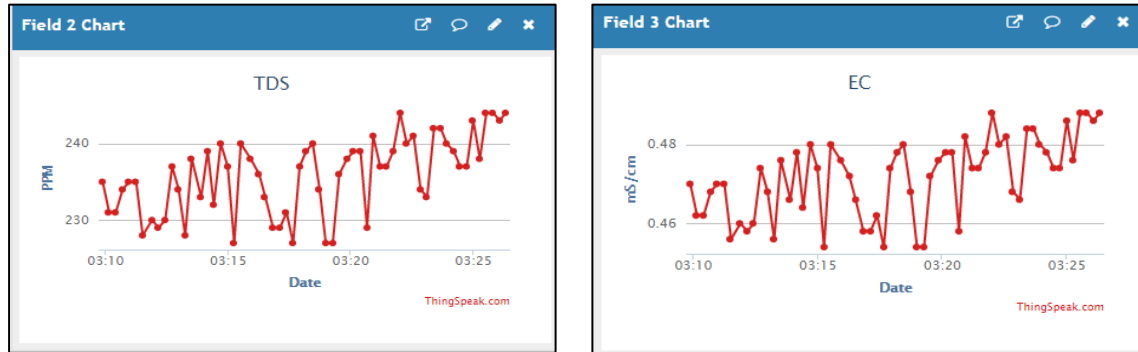 Field 2 Chart
TDS
PPM
240
230
03:10 03:15 03:20 03:25
Date
ThingSpeak.com
Field 3 Chart
EC
mS/cm
0.48
0.46
03:10 03:15 03:20 03:25
Date
ThingSpeak.com